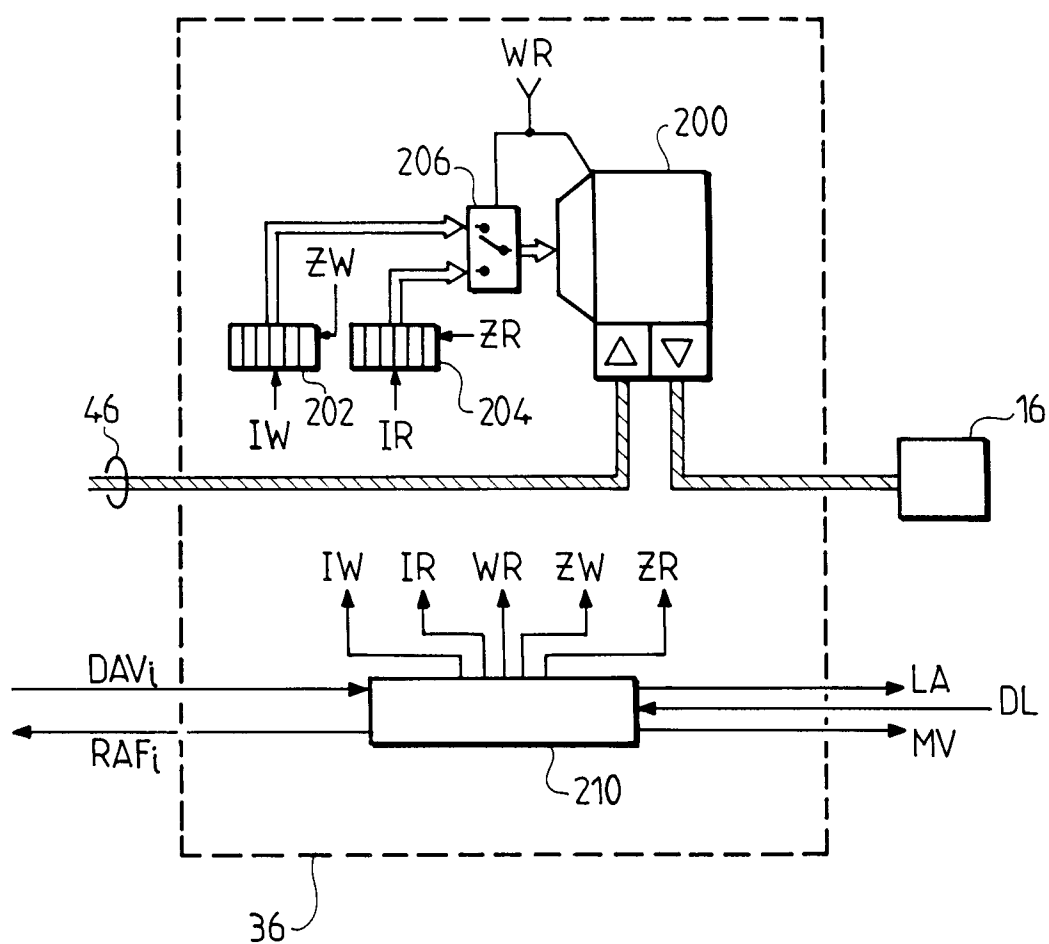 WR
200
206
ZW
ZR
202
204
46
IW
IR
16
IW IR WR ZW ZR
DAVi
LA
DL
RAFi
MV
210
36